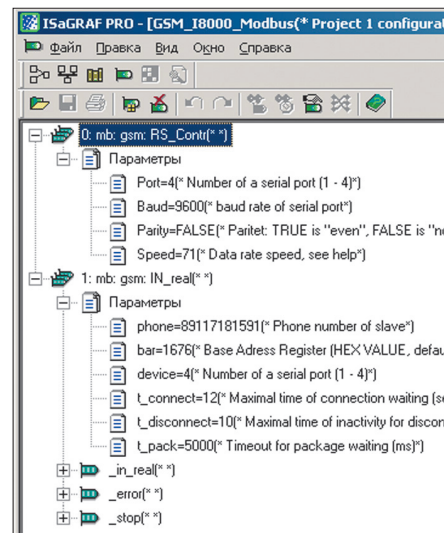 ISaGRAF PRO - [GSM_I8000_Modbus(* Project 1 configural
Файл Правка Вид Окно Справка
0: mb: gsm: RS_Contr(* *)
Параметры
Port=4(* Number of a serial port (1 - 4)*)
Baud=9600(* baud rate of serial port*)
Parity=FALSE(* Paritet: TRUE is "even", FALSE is "no
Speed=71(* Data rate speed, see help*)
1: mb: gsm: IN_real(* *)
Параметры
phone=89117181591(* Phone number of slave*)
bar=1676(* Base Adress Register (HEX VALUE, defau
device=4(* Number of a serial port (1 - 4)*)
t_connect=12(* Maximal time of connection waiting (se
t_disconnect=10(* Maximal time of inactivity for discon
t_pack=5000(* Timeout for package waiting (ms)*)
_in_real(* *)
_error(* *)
_stop(* *)